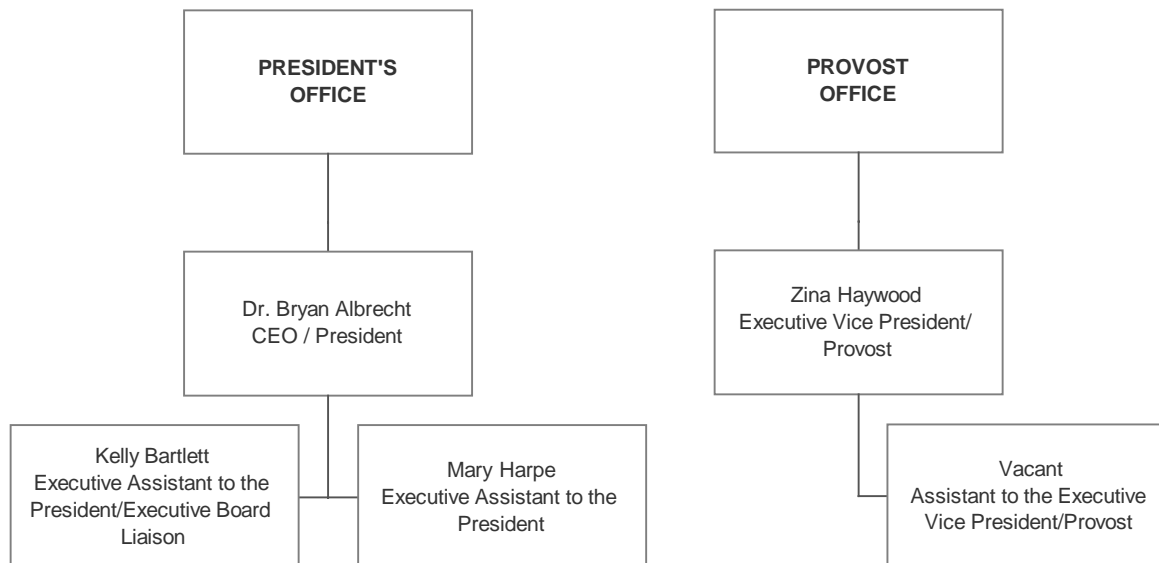 PRESIDENT'S
OFFICE
PROVOST
OFFICE
Dr. Bryan Albrecht
CEO / President
Zina Haywood
Executive Vice President/
Provost
Kelly Bartlett
Executive Assistant to the
President/Executive Board
Liaison
Mary Harpe
Executive Assistant to the
President
Vacant
Assistant to the Executive
Vice President/Provost